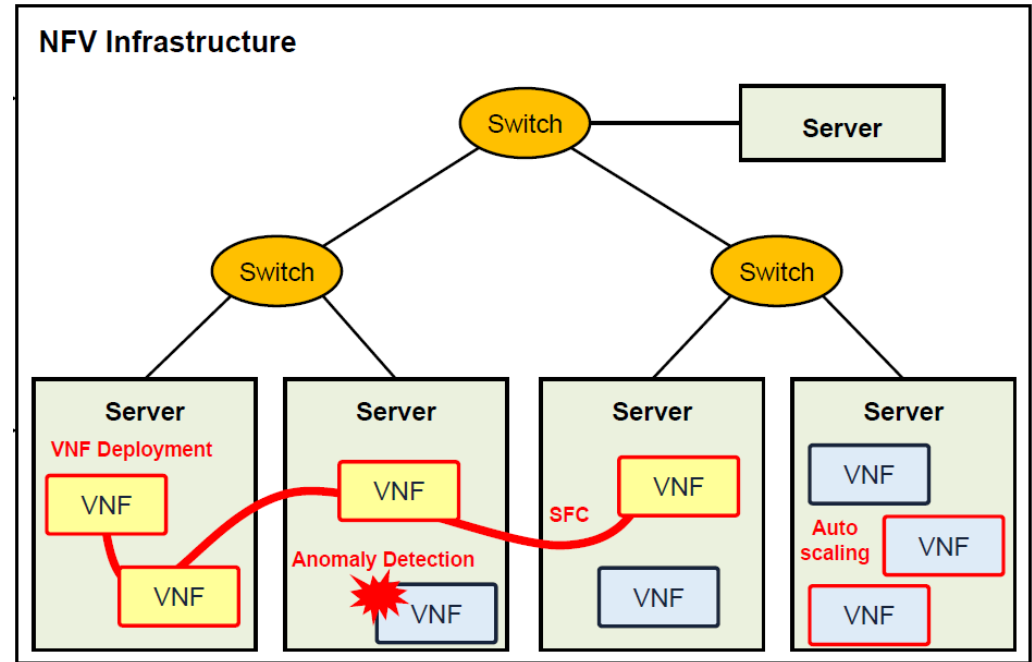 NFV Infrastructure
Switch
Server
Switch
Switch
Server
Server
Server
Server
VNF Deployment
VNF
VNF
VNF
VNF
VNF
SFC
Auto
scaling
VNF
Anomaly Detection
VNF
VNF
VNF
VNF